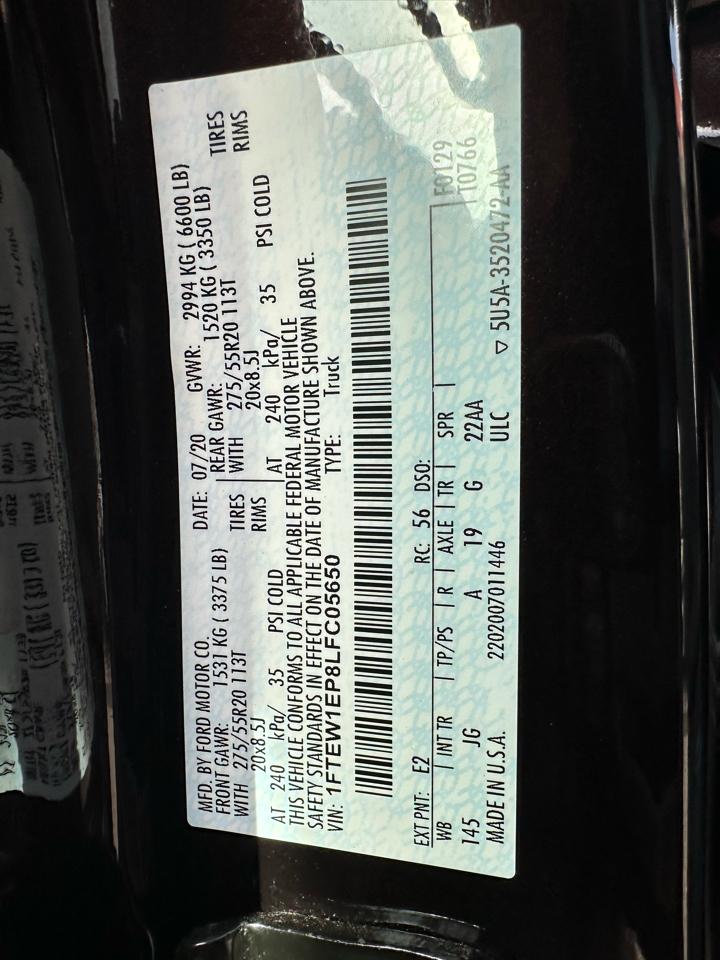 MFD. BY FORD MOTOR CO. DATE: 07/20 GVWR: 2994 KG ( 6600 LB)
FRONT GAWR: 1531 KG ( 3375 LB) REAR GAWR: 1520 KG ( 3350 LB)
WITH 275/55R20 113T TIRES WITH 275/55R20 113T TIRES
20x8.5J RIMS 20x8.5J RIMS
AT 240 kPa/ 35 PSI COLD AT 240 kPa/ 35 PSI COLD
THIS VEHICLE CONFORMS TO ALL APPLICABLE FEDERAL MOTOR VEHICLE
SAFETY STANDARDS IN EFFECT ON THE DATE OF MANUFACTURE SHOWN ABOVE.
VIN: 1FTEW1EP8LFC05650 TYPE: Truck
EXT PNT: E2 RC: 56 DSO: F0129
WB INT TR TP/PS R AXLE TR SPR T0766
145 JG A 19 G 22AA
MADE IN U.S.A. 2202007011446 ULC
▽ 5U5A-3520472-AA